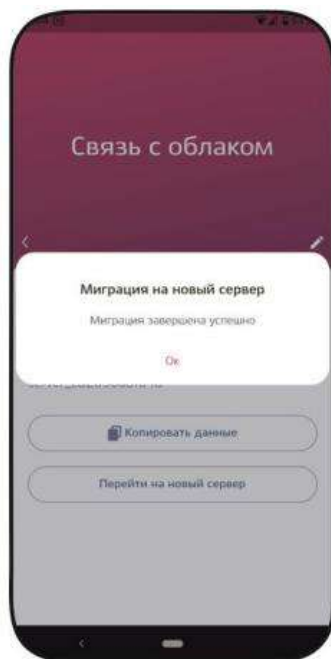 Связь с облаком
Миграция на новый сервер
Миграция завершена успешно
Ок
Копировать данные
Перейти на новый сервер